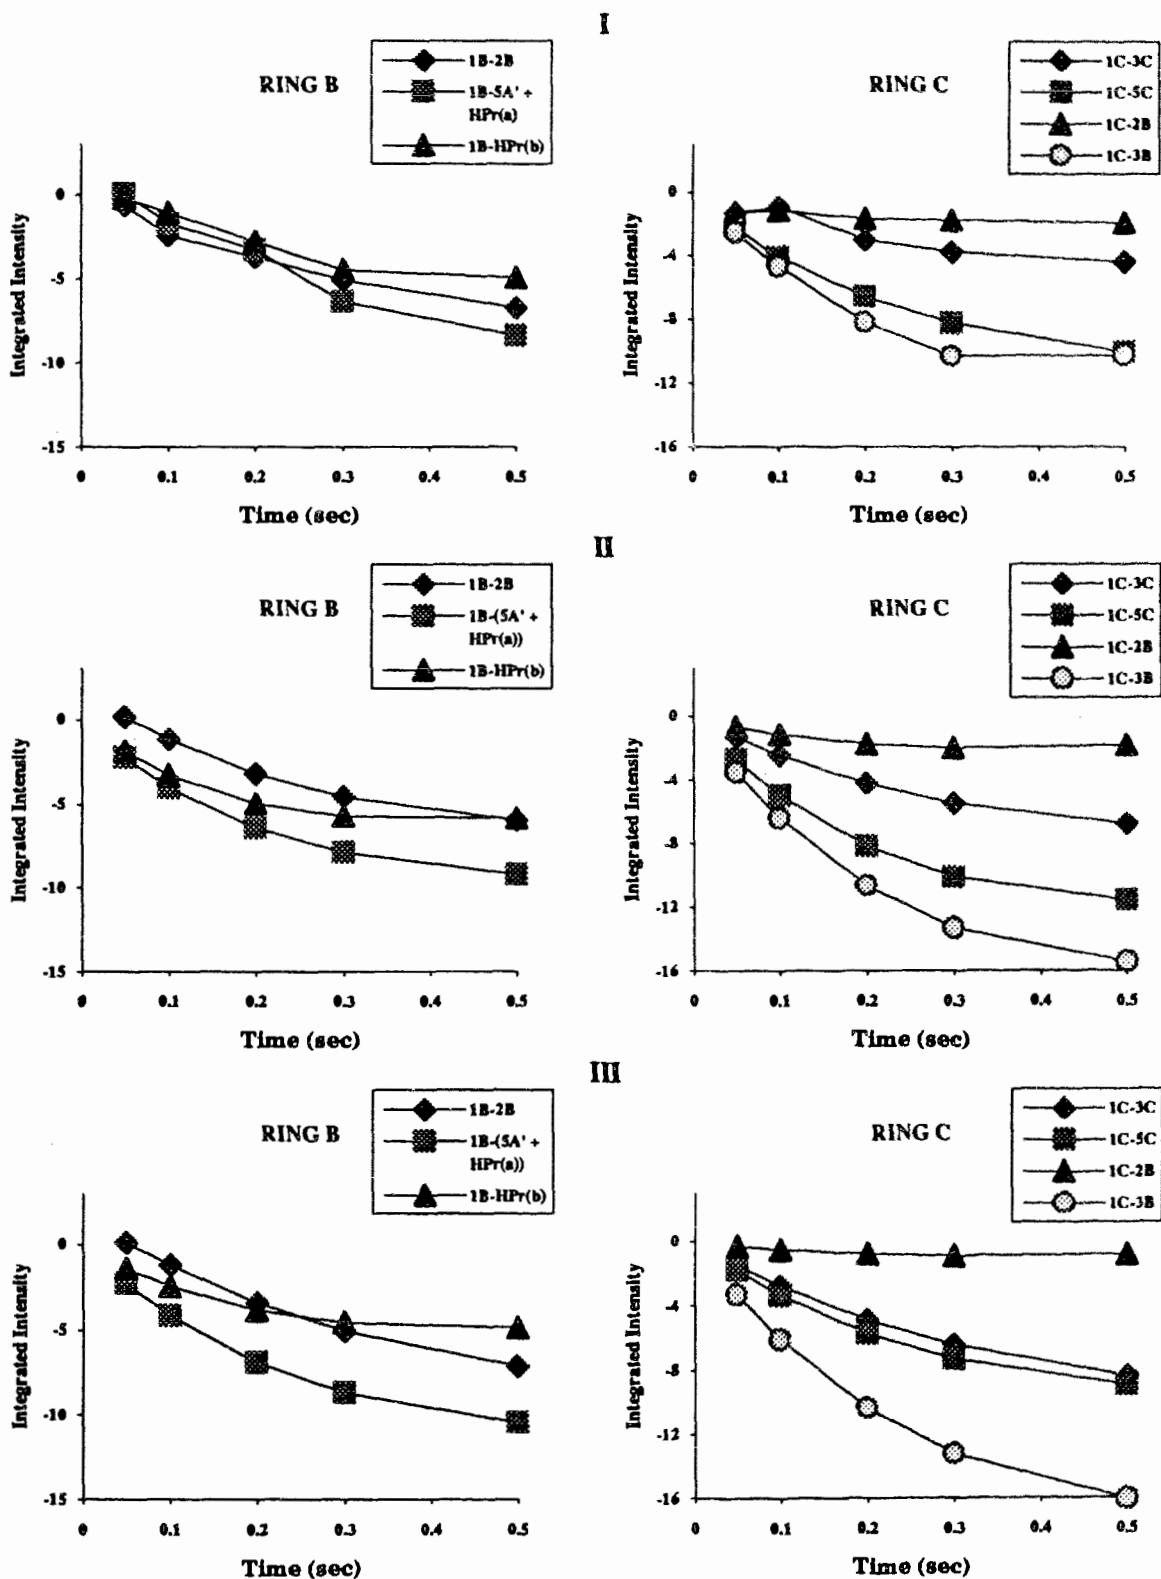 I
RING B
1B-2B
1B-5A' +
HPr(a)
1B-HPr(b)
Integrated Intensity
0
-5
-10
-15
0
0.1
0.2
0.3
0.4
0.5
Time (sec)
RING C
1C-3C
1C-5C
1C-2B
1C-3B
Integrated Intensity
0
-4
-8
-12
-16
0
0.1
0.2
0.3
0.4
0.5
Time (sec)
II
RING B
1B-2B
1B-(5A' +
HPr(a))
1B-HPr(b)
Integrated Intensity
0
-5
-10
-15
0
0.1
0.2
0.3
0.4
0.5
Time (sec)
RING C
1C-3C
1C-5C
1C-2B
1C-3B
Integrated Intensity
0
-4
-8
-12
-16
0
0.1
0.2
0.3
0.4
0.5
Time (sec)
III
RING B
1B-2B
1B-(5A' +
HPr(a))
1B-HPr(b)
Integrated Intensity
0
-5
-10
-15
0
0.1
0.2
0.3
0.4
0.5
Time (sec)
RING C
1C-3C
1C-5C
1C-2B
1C-3B
Integrated Intensity
0
-4
-8
-12
-16
0
0.1
0.2
0.3
0.4
0.5
Time (sec)